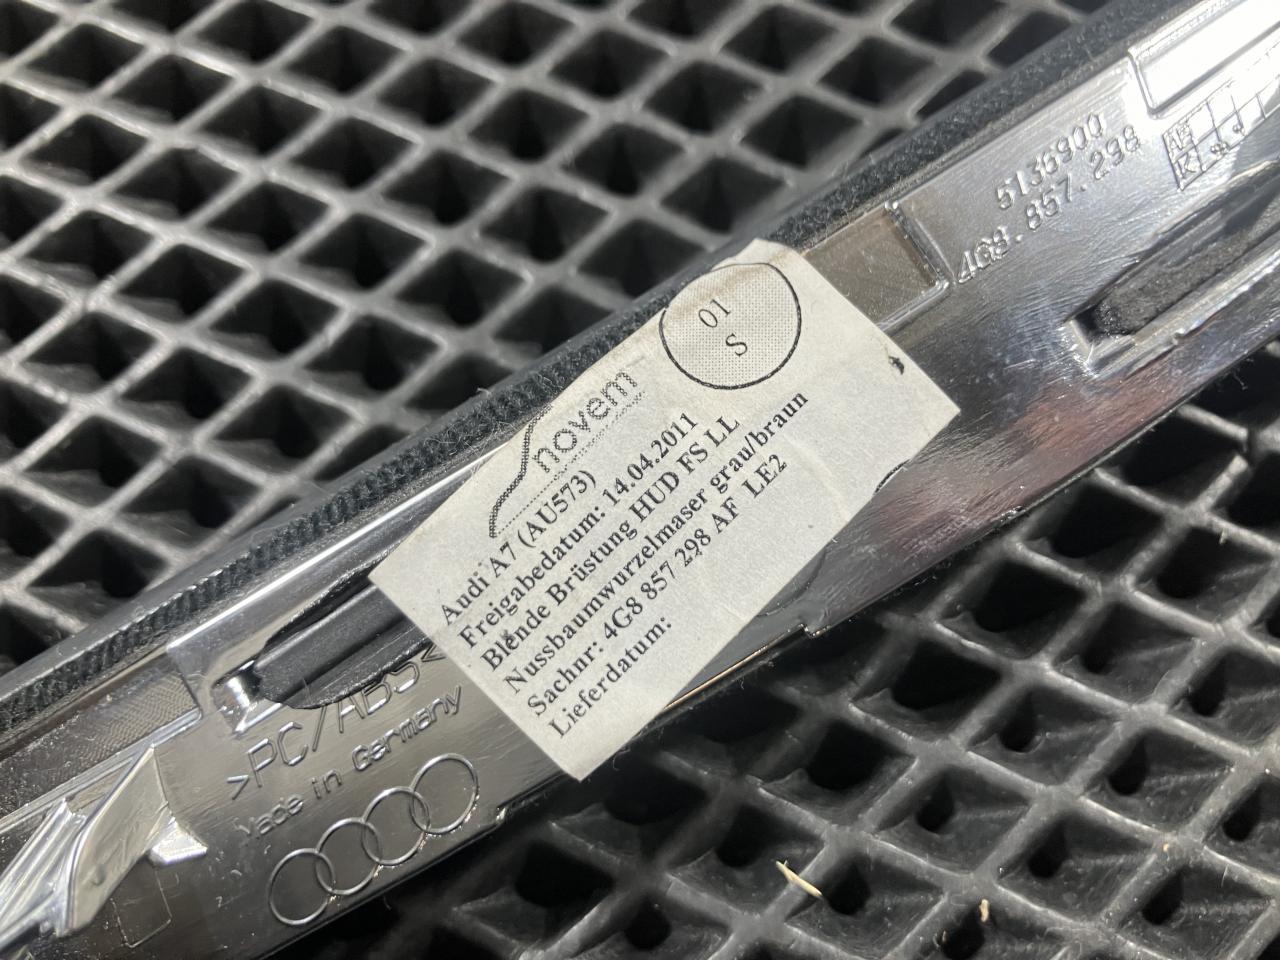 5136900
4G8.857.298
01
S
novem
Audi A7 (AU573)
Freigabedatum: 14.04.2011
Blende Brüstung HUD FS LL
Nussbaumwurzelmaser grau/braun
Sachnr: 4G8 857 298 AF LE2
Lieferdatum:
>PC/ABS<
Made in Germany